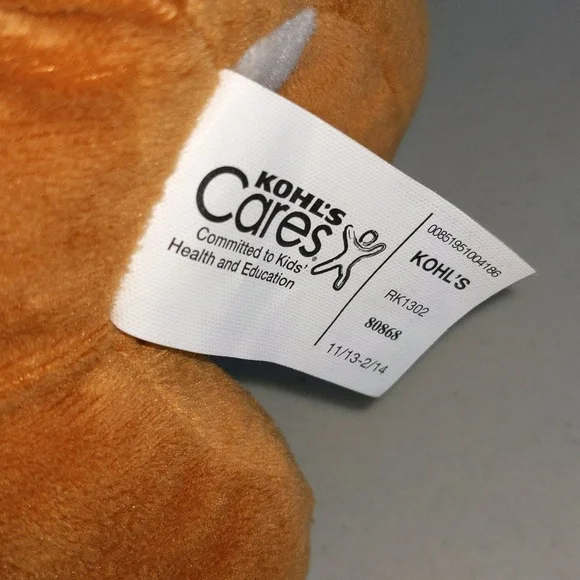 KOHL'S
Cares®
Committed to Kids'
Health and Education
00851951004186
KOHL'S
RK1302
80868
11/13-2/14